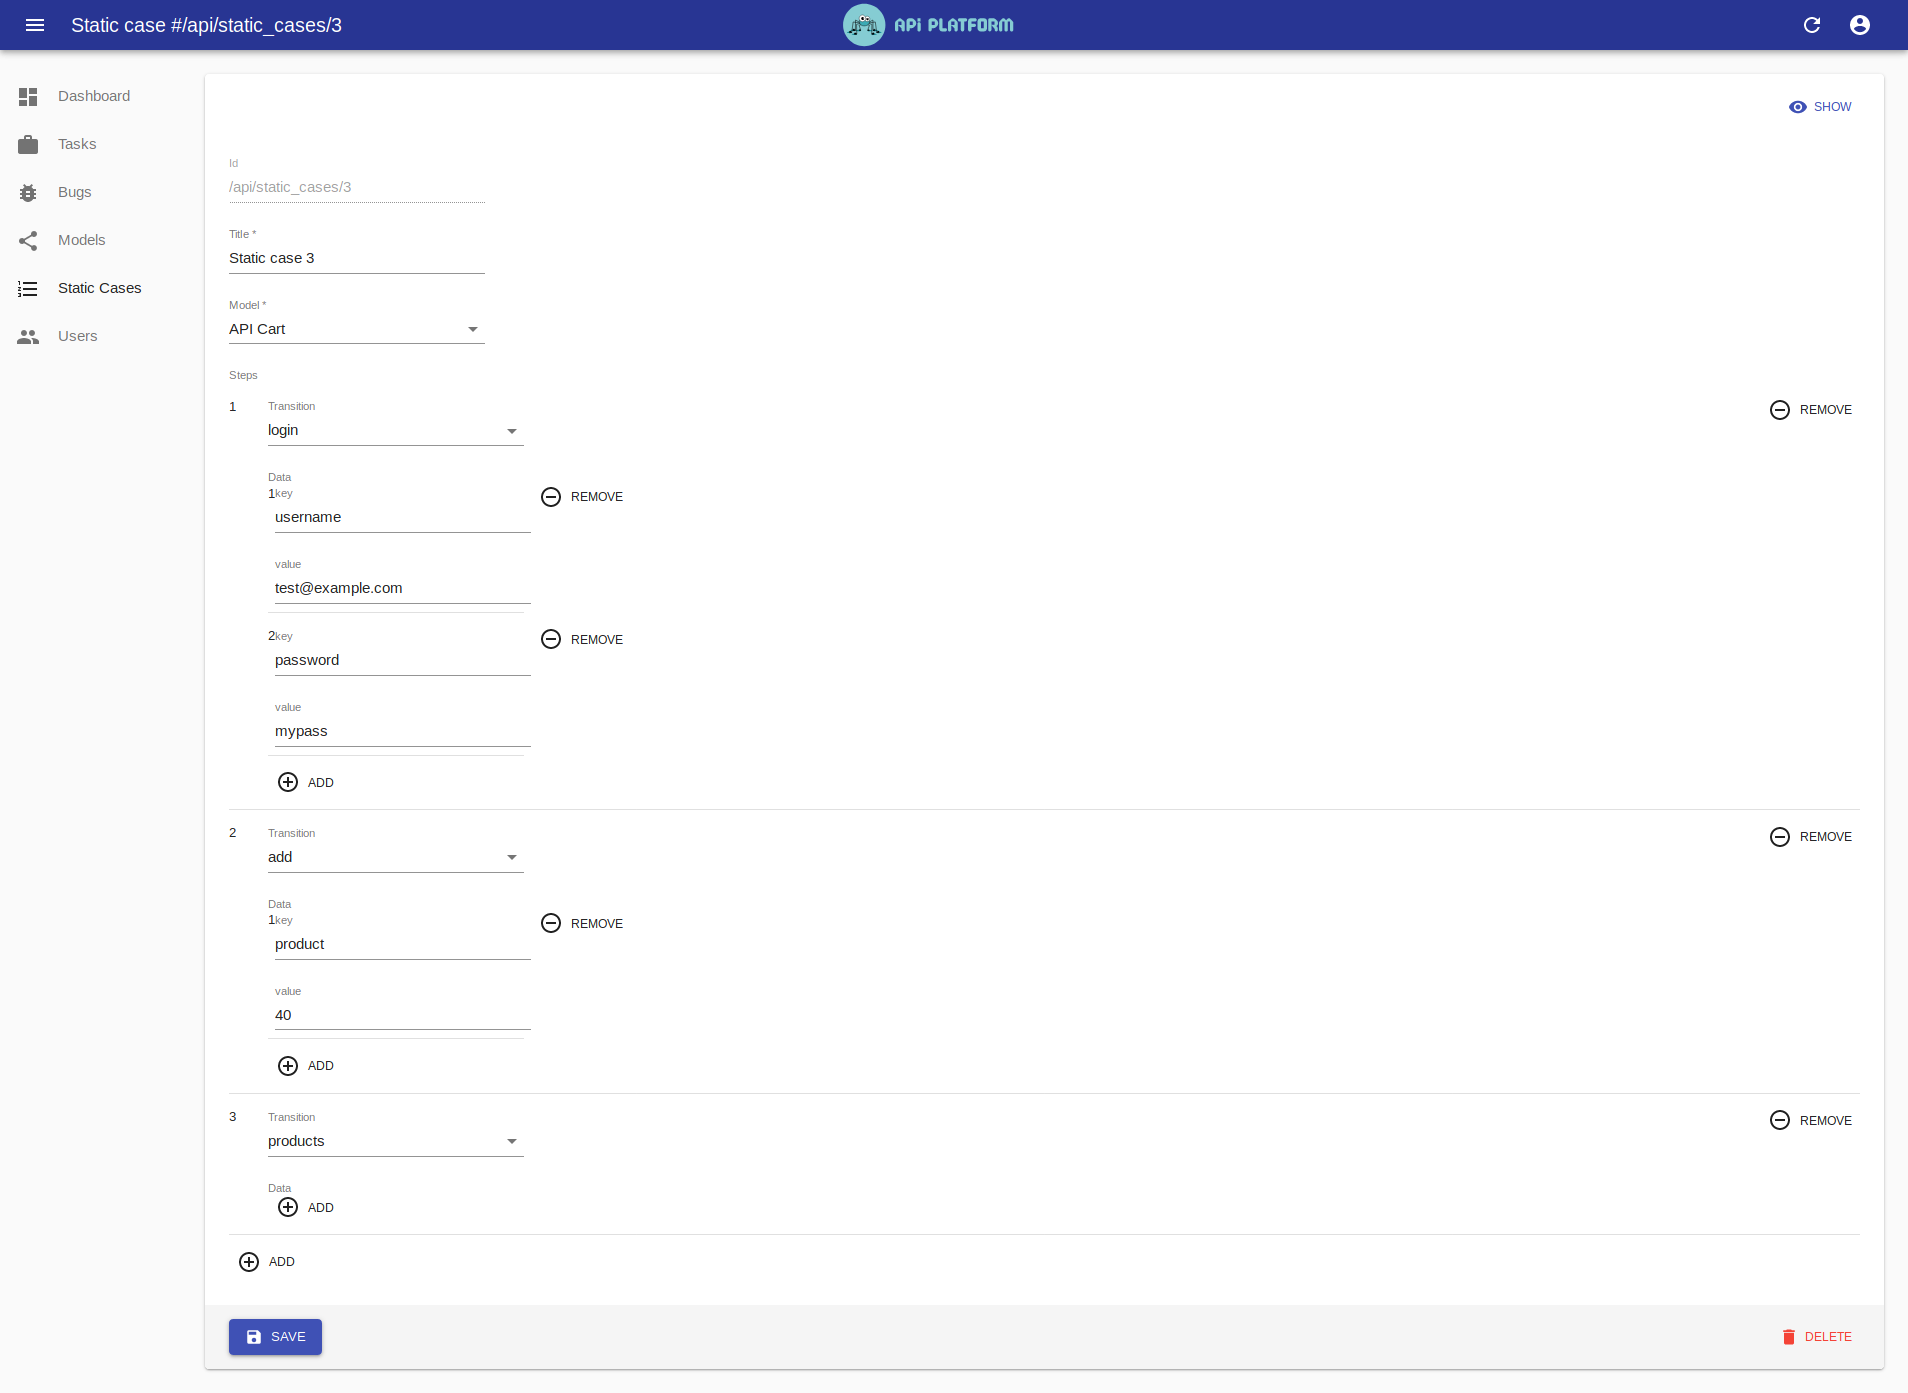 Static case #/api/static_cases/3
API PLATFORM
Dashboard
Tasks
Bugs
Models
Static Cases
Users
SHOW
Id
/api/static_cases/3
Title *
Static case 3
Model *
API Cart
Steps
1 Transition REMOVE
login
Data
1key REMOVE
username
value
test@example.com
2key REMOVE
password
value
mypass
ADD
2 Transition REMOVE
add
Data
1key REMOVE
product
value
40
ADD
3 Transition REMOVE
products
Data
ADD
ADD
SAVE DELETE